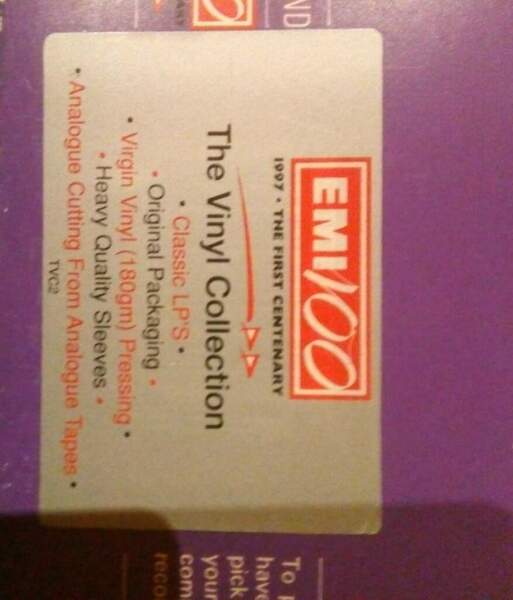 EMI 100
1997 • THE FIRST CENTENARY
The Vinyl Collection
• Classic LP'S •
• Original Packaging •
• Virgin Vinyl (180gm) Pressing •
• Heavy Quality Sleeves •
• Analogue Cutting From Analogue Tapes •
TVC2
ND
To
have
pick
your
com
reco